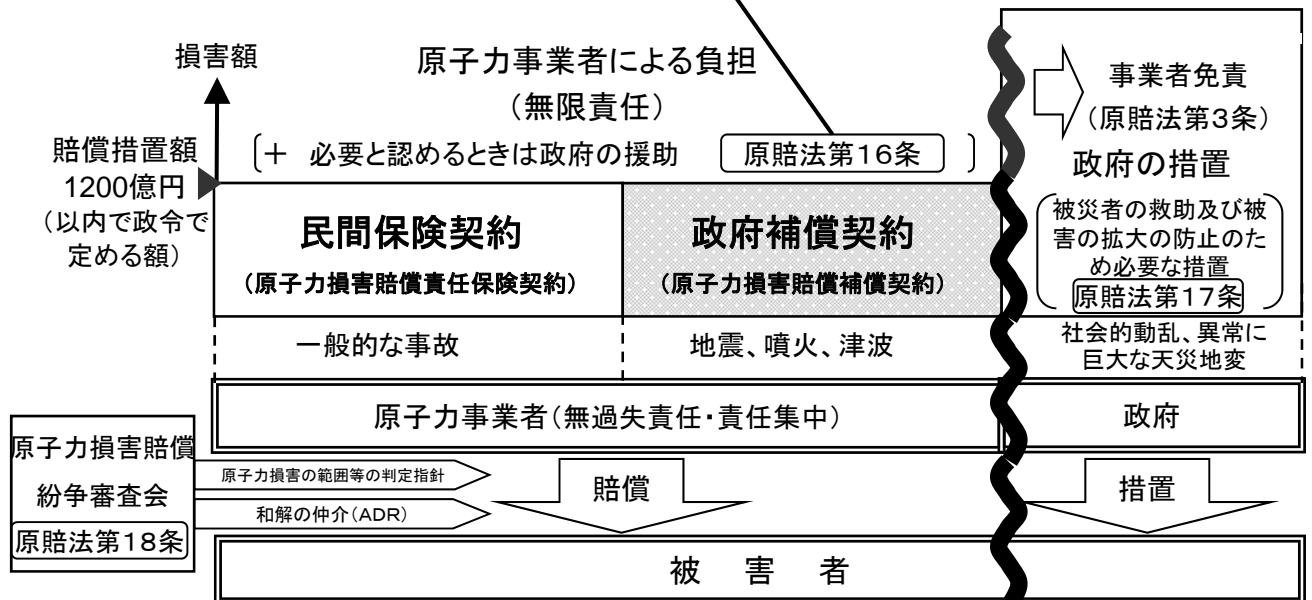 損害額
原子力事業者による負担
（無限責任）
＋ 必要と認めるときは政府の援助 原賠法第16条
賠償措置額
1200億円
（以内で政令で
定める額）
民間保険契約
（原子力損害賠償責任保険契約）
政府補償契約
（原子力損害賠償補償契約）
事業者免責
（原賠法第3条）
政府の措置
被災者の救助及び被
害の拡大の防止のた
め必要な措置
原賠法第17条
一般的な事故
地震、噴火、津波
社会的動乱、異常に
巨大な天災地変
原子力事業者（無過失責任・責任集中）
政府
原子力損害賠償
紛争審査会
原賠法第18条
原子力損害の範囲等の判定指針
和解の仲介（ADR）
賠償
措置
被害者